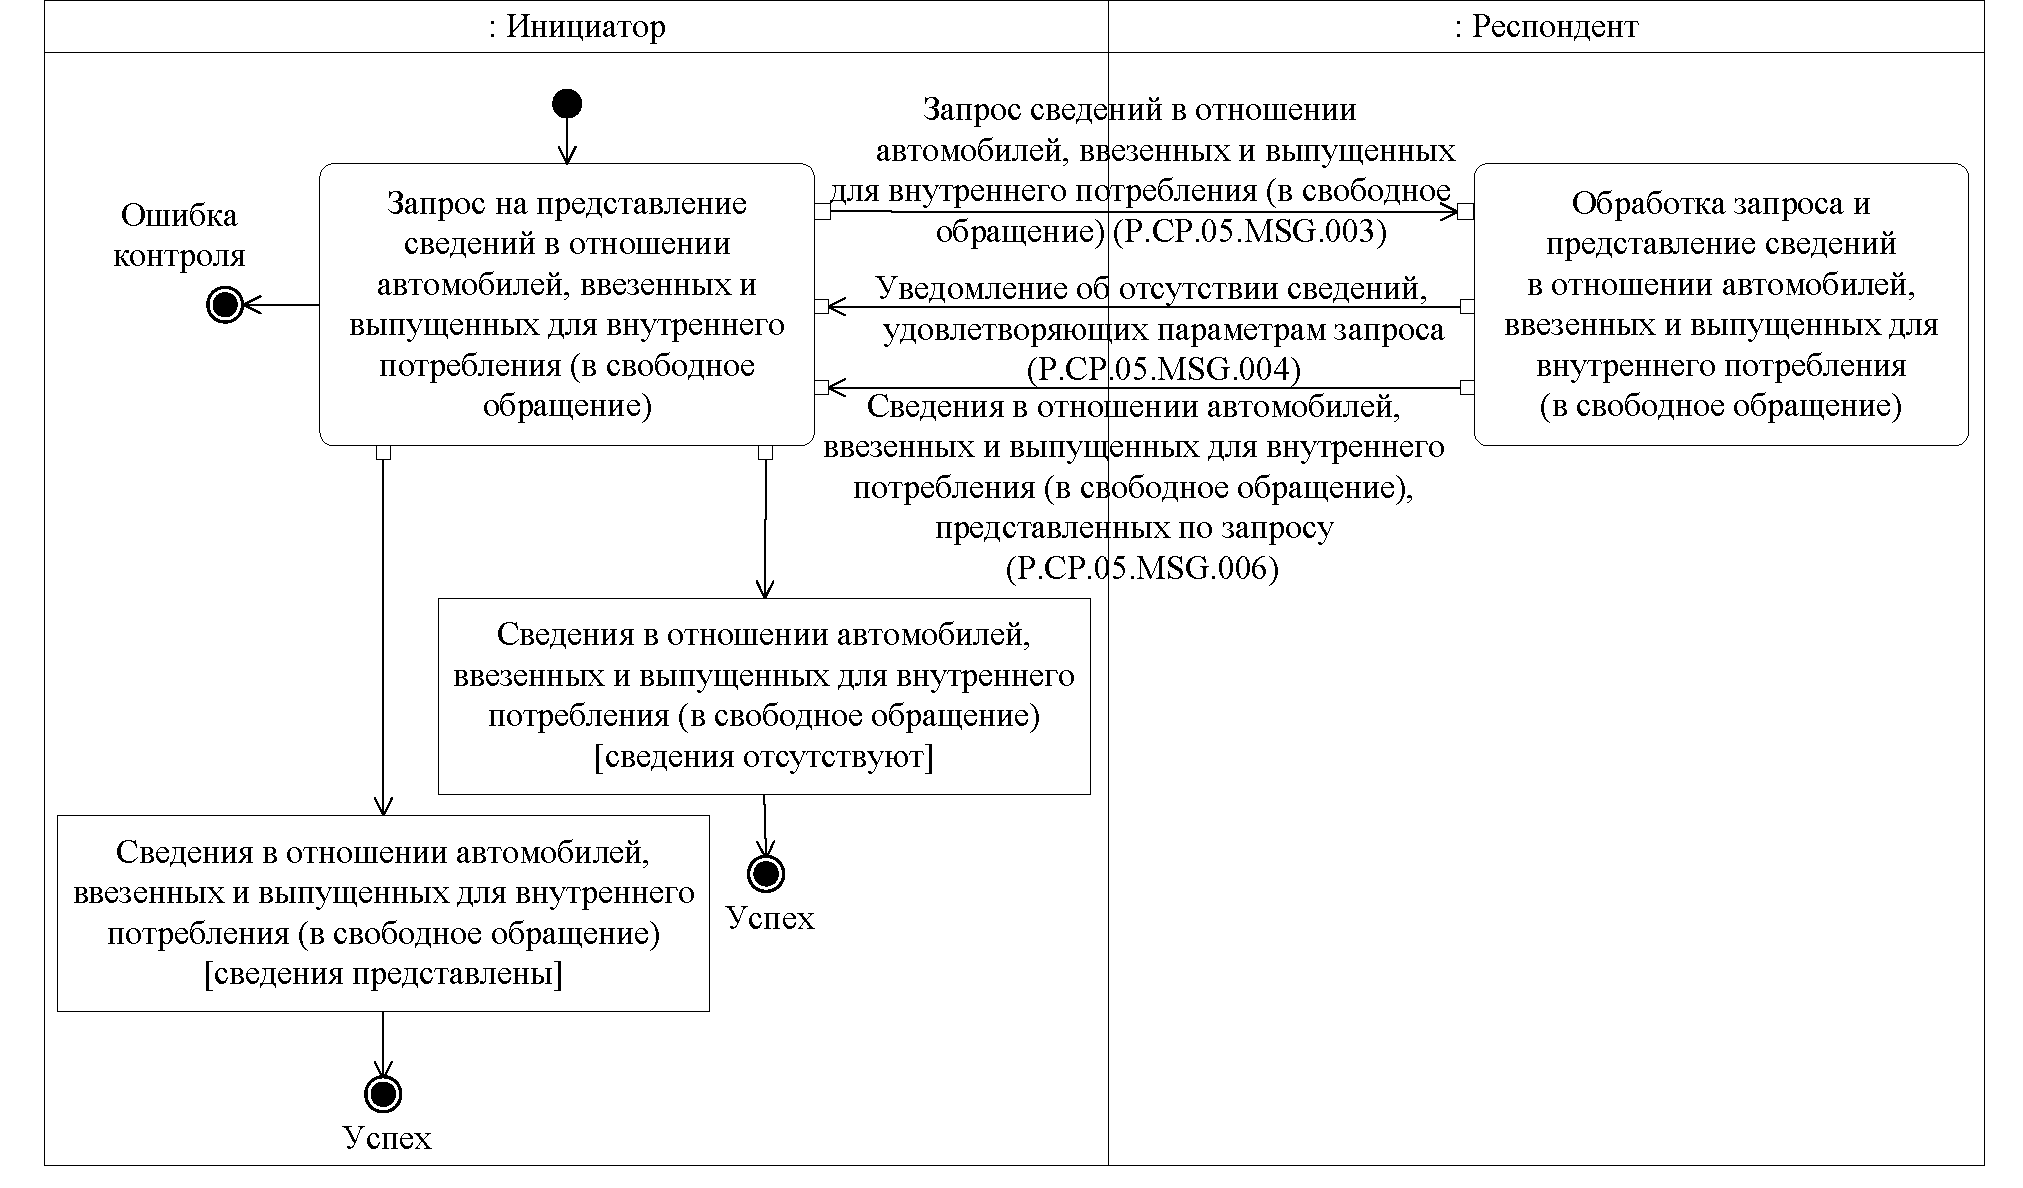 : Инициатор
: Респондент
Запрос сведений в отношении
автомобилей, ввезенных и выпущенных
для внутреннего потребления (в свободное
обращение) (P.CP.05.MSG.003)
Ошибка
контроля
Запрос на представление
сведений в отношении
автомобилей, ввезенных и
выпущенных для внутреннего
потребления (в свободное
обращение)
Обработка запроса и
представление сведений
в отношении автомобилей,
ввезенных и выпущенных для
внутреннего потребления
(в свободное обращение)
Уведомление об отсутствии сведений,
удовлетворяющих параметрам запроса
(P.CP.05.MSG.004)
Сведения в отношении автомобилей,
ввезенных и выпущенных для внутреннего
потребления (в свободное обращение),
представленных по запросу
(P.CP.05.MSG.006)
Сведения в отношении автомобилей,
ввезенных и выпущенных для внутреннего
потребления (в свободное обращение)
[сведения отсутствуют]
Успех
Сведения в отношении автомобилей,
ввезенных и выпущенных для внутреннего
потребления (в свободное обращение)
[сведения представлены]
Успех